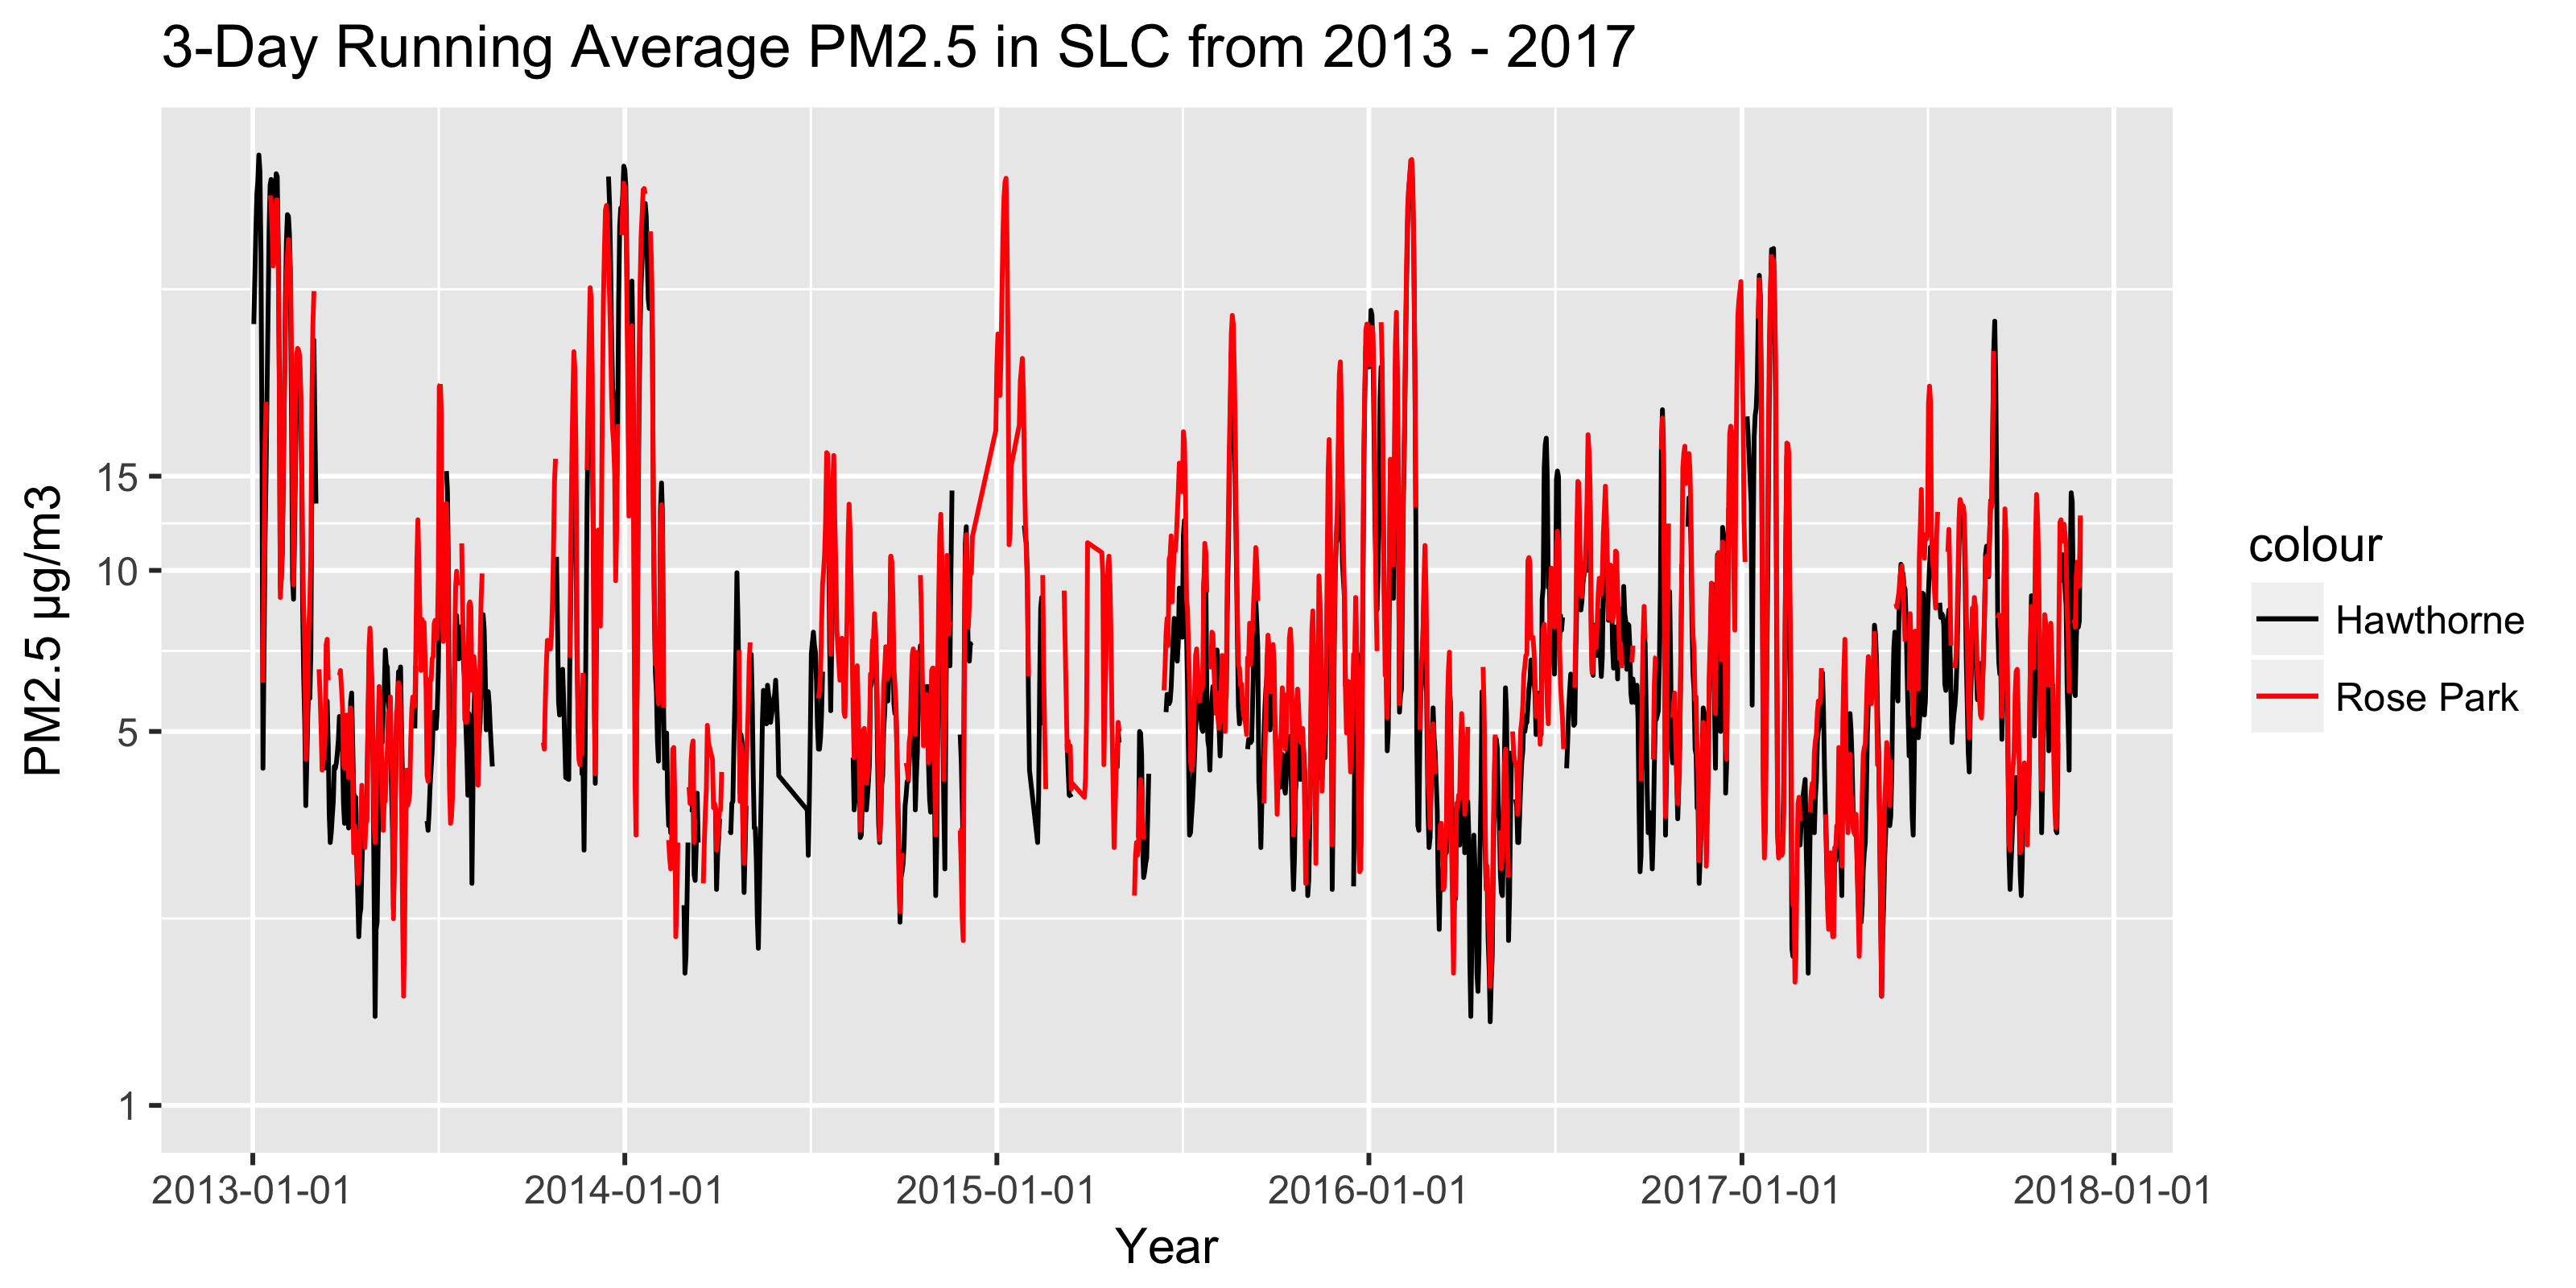 3-Day Running Average PM2.5 in SLC from 2013 - 2017
PM2.5 µg/m3
15
10
5
1
2013-01-01
2014-01-01
2015-01-01
2016-01-01
2017-01-01
2018-01-01
Year
colour
Hawthorne
Rose Park